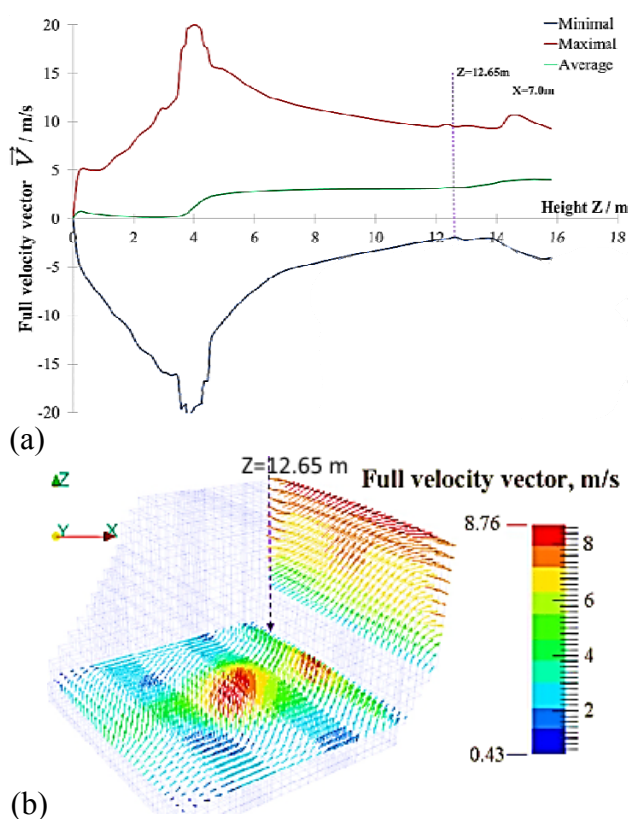 Minimal
Maximal
Average
Z=12.65m
X=7.0m
Full velocity vector V / m/s
Height Z / m
20
15
10
5
0
-5
-10
-15
-20
0 2 4 6 8 10 12 14 16 18
(a)
Z=12.65 m
Full velocity vector, m/s
Z
Y X
8.76
8
6
4
2
0.43
(b)